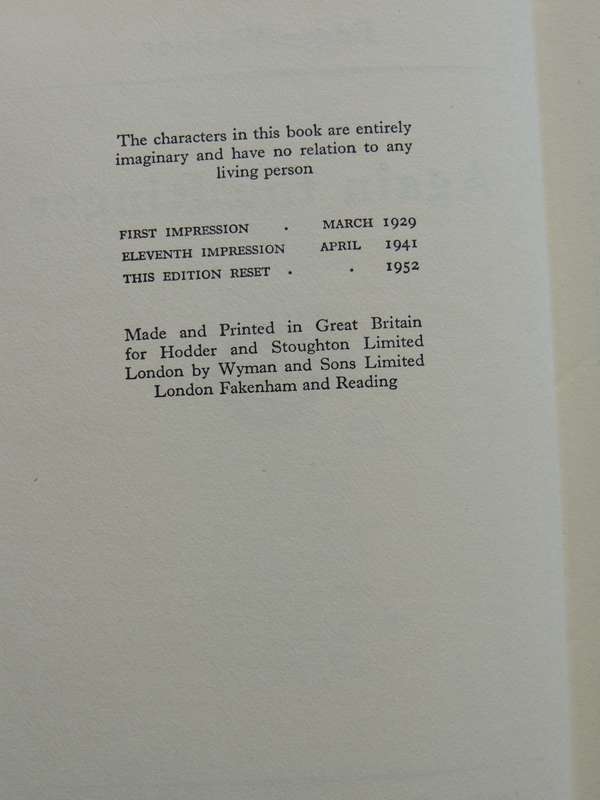 The characters in this book are entirely
imaginary and have no relation to any
living person
FIRST IMPRESSION . MARCH 1929
ELEVENTH IMPRESSION APRIL 1941
THIS EDITION RESET . . 1952
Made and Printed in Great Britain
for Hodder and Stoughton Limited
London by Wyman and Sons Limited
London Fakenham and Reading